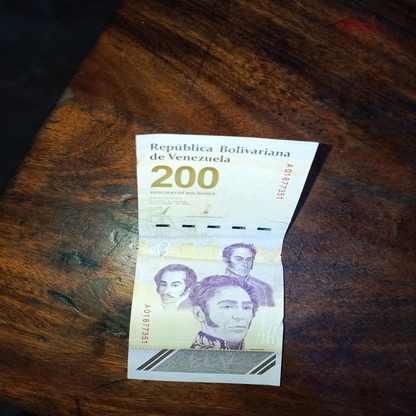 República Bolivariana
de Venezuela
200
DOSCIENTOS BOLÍVARES
A01877351
A01877351